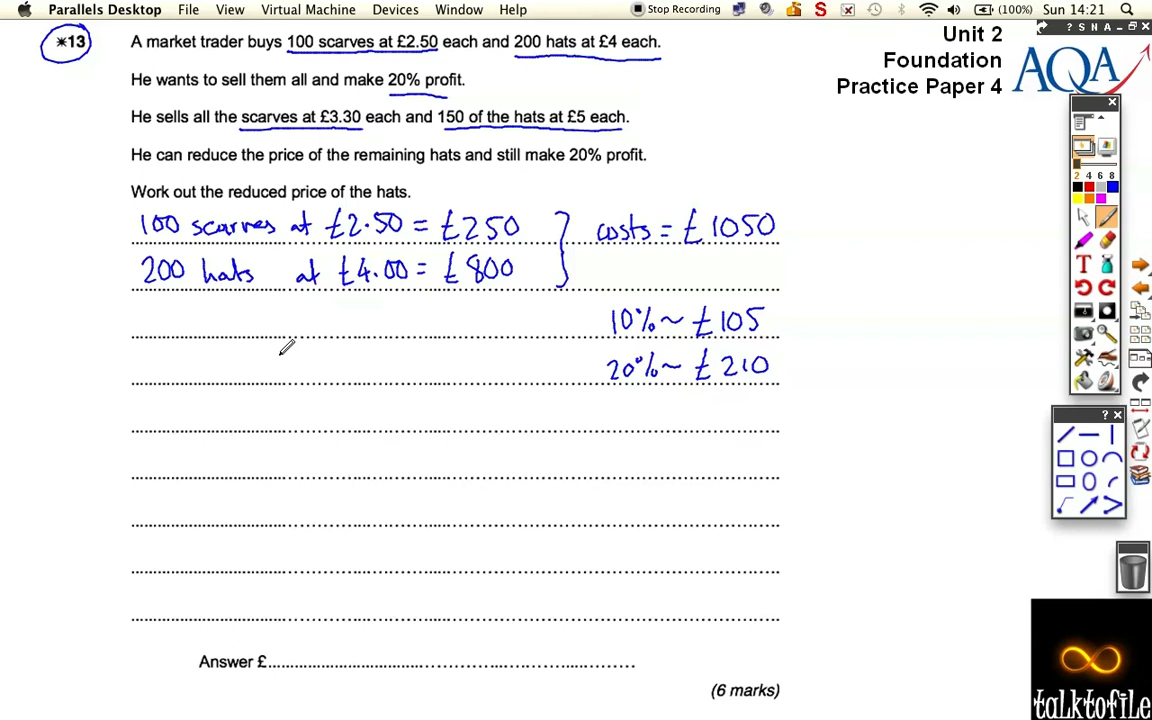 Parallels Desktop File View Virtual Machine Devices Window Help Stop Recording (100%) Sun 14:21
*13 A market trader buys 100 scarves at £2.50 each and 200 hats at £4 each.
He wants to sell them all and make 20% profit.
He sells all the scarves at £3.30 each and 150 of the hats at £5 each.
He can reduce the price of the remaining hats and still make 20% profit.
Work out the reduced price of the hats.
100 scarves at £2.50 = £250 costs = £1050
200 hats at £4.00 = £800
10% ~ £105
20% ~ £210
Answer £
(6 marks)
Unit 2
Foundation
Practice Paper 4
AQA
S N A
2 4 6 8
T
?
talktofile